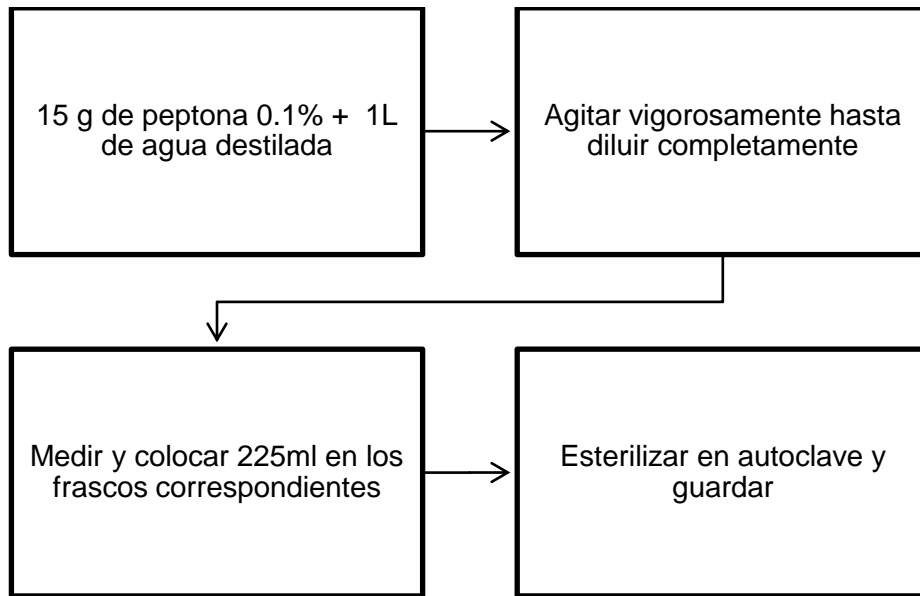 15 g de peptona 0.1% + 1L
de agua destilada
Agitar vigorosamente hasta
diluir completamente
Medir y colocar 225ml en los
frascos correspondientes
Esterilizar en autoclave y
guardar